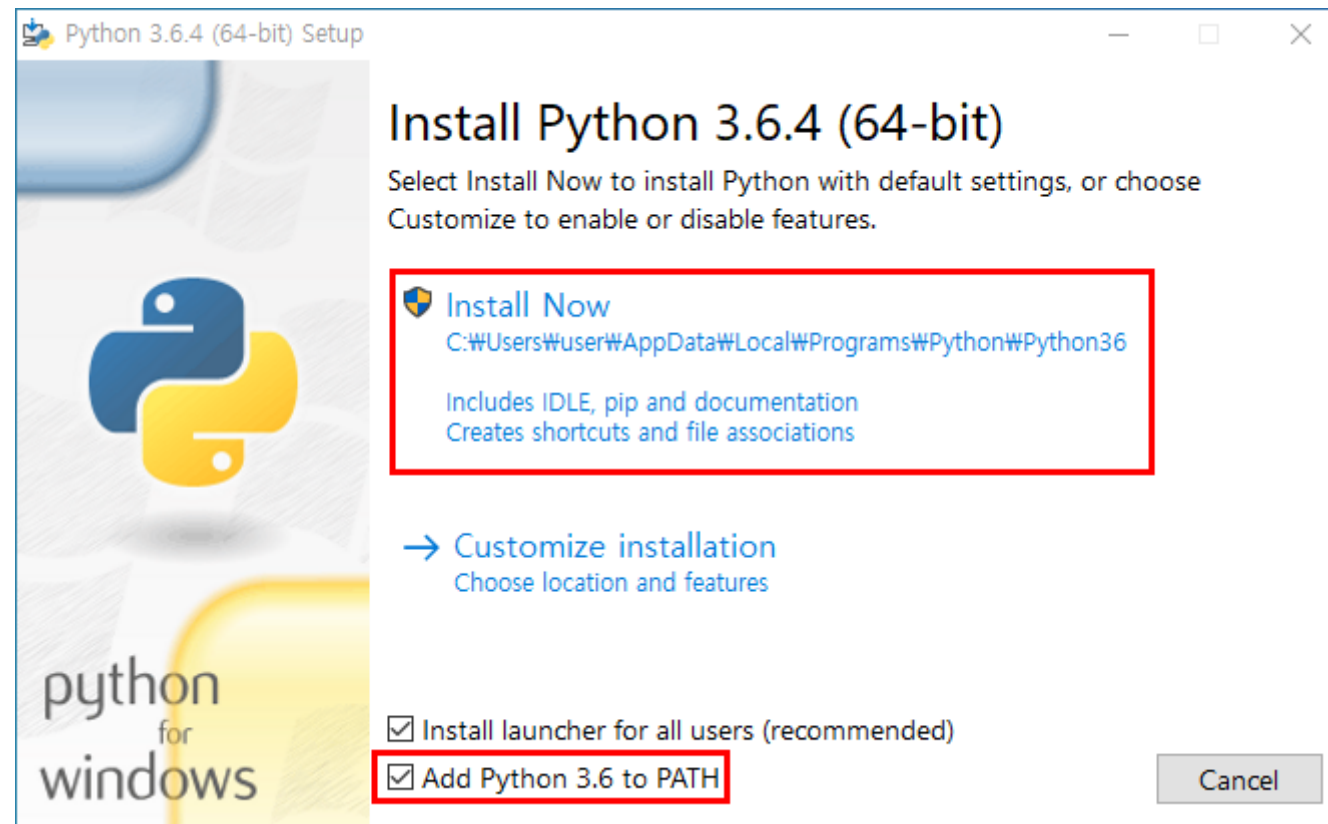 Python 3.6.4 (64-bit) Setup
Install Python 3.6.4 (64-bit)
Select Install Now to install Python with default settings, or choose
Customize to enable or disable features.
Install Now
C:₩Users₩user₩AppData₩Local₩Programs₩Python₩Python36
Includes IDLE, pip and documentation
Creates shortcuts and file associations
Customize installation
Choose location and features
python
for
windows
Install launcher for all users (recommended)
Add Python 3.6 to PATH
Cancel